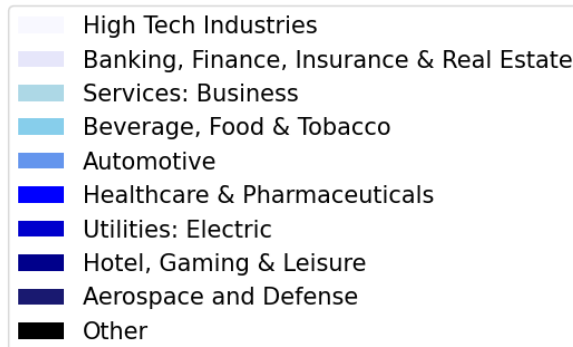 High Tech Industries
Banking, Finance, Insurance & Real Estate
Services: Business
Beverage, Food & Tobacco
Automotive
Healthcare & Pharmaceuticals
Utilities: Electric
Hotel, Gaming & Leisure
Aerospace and Defense
Other